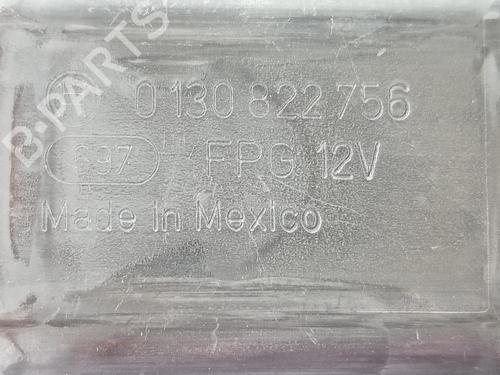 B-PARTS
0 130 822 756
697 FPG 12V
Made in Mexico